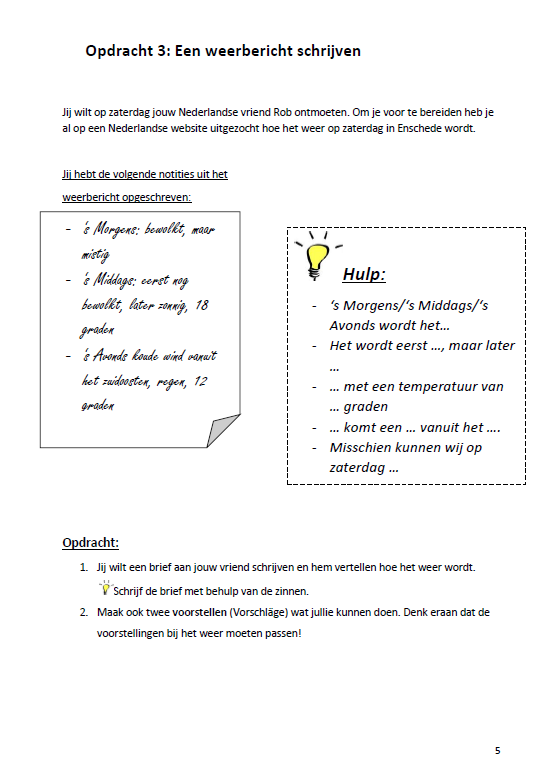 Opdracht 3: Een weerbericht schrijven
Jij wilt op zaterdag jouw Nederlandse vriend Rob ontmoeten. Om je voor te bereiden heb je
al op een Nederlandse website uitgezocht hoe het weer op zaterdag in Enschede wordt.
Jij hebt de volgende notities uit het
weerbericht opgeschreven:
- 's Morgens: bewolkt, maar
mistig
- 's Middags: eerst nog
bewolkt, later zonnig, 18
graden
- 's Avonds koude wind vanuit
het zuidoosten, regen, 12
graden
Hulp:
- ‘s Morgens/‘s Middags/‘s
Avonds wordt het…
- Het wordt eerst …, maar later
…
- … met een temperatuur van
… graden
- … komt een … vanuit het ….
- Misschien kunnen wij op
zaterdag …
Opdracht:
1. Jij wilt een brief aan jouw vriend schrijven en hem vertellen hoe het weer wordt.
Schrijf de brief met behulp van de zinnen.
2. Maak ook twee voorstellen (Vorschläge) wat jullie kunnen doen. Denk eraan dat de
voorstellingen bij het weer moeten passen!
5